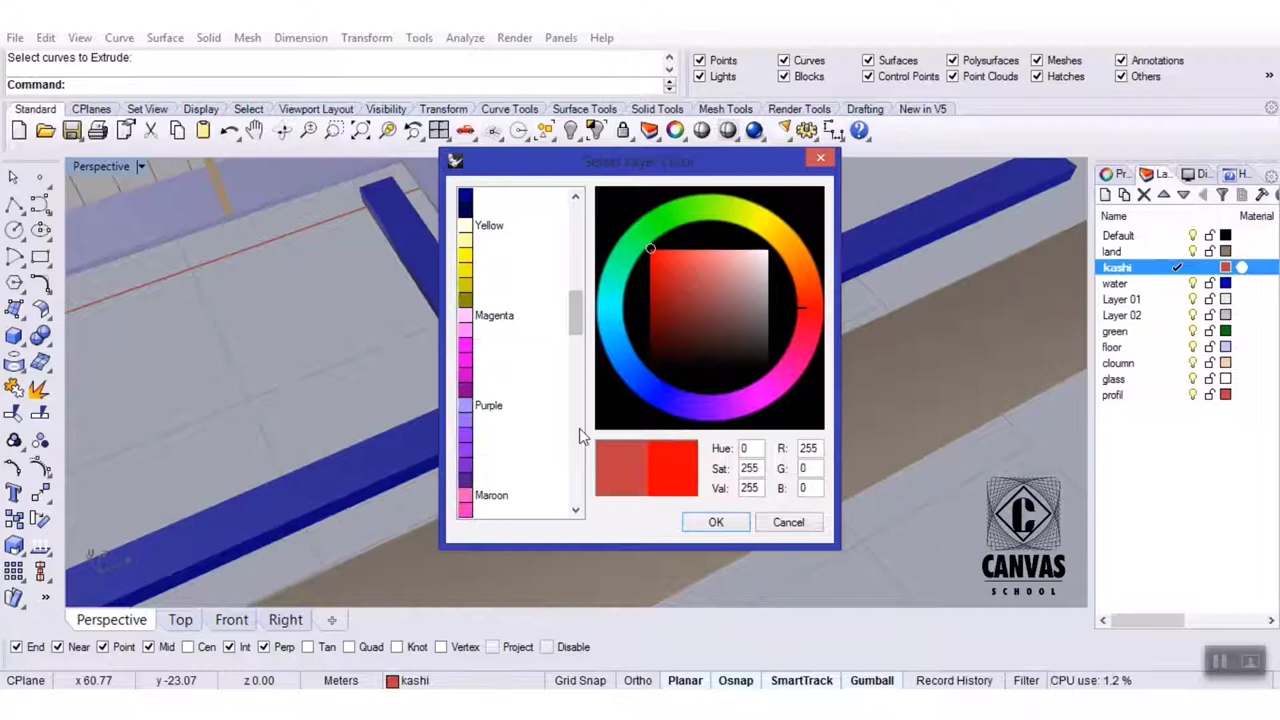 File Edit View Curve Surface Solid Mesh Dimension Transform Tools Analyze Render Panels Help
Select curves to Extrude:
Command:
Points Curves Surfaces Polysurfaces Meshes Annotations
Lights Blocks Control Points Point Clouds Hatches Others »
Standard CPlanes Set View Display Select Viewport Layout Visibility Transform Curve Tools Surface Tools Solid Tools Mesh Tools Render Tools Drafting New in V5
Perspective
Select Layer Color
Pr... La... Di... H...
Name Material
Default
land
kashi
water
Layer 01
Layer 02
green
floor
cloumn
glass
profil
Yellow
Magenta
Purple
Maroon
Hue: 0 R: 255
Sat: 255 G: 0
Val: 255 B: 0
OK Cancel
C
CANVAS
SCHOOL
Perspective Top Front Right
End Near Point Mid Cen Int Perp Tan Quad Knot Vertex Project Disable
CPlane x 60.77 y -23.07 z 0.00 Meters kashi Grid Snap Ortho Planar Osnap SmartTrack Gumball Record History Filter CPU use: 1.2 %